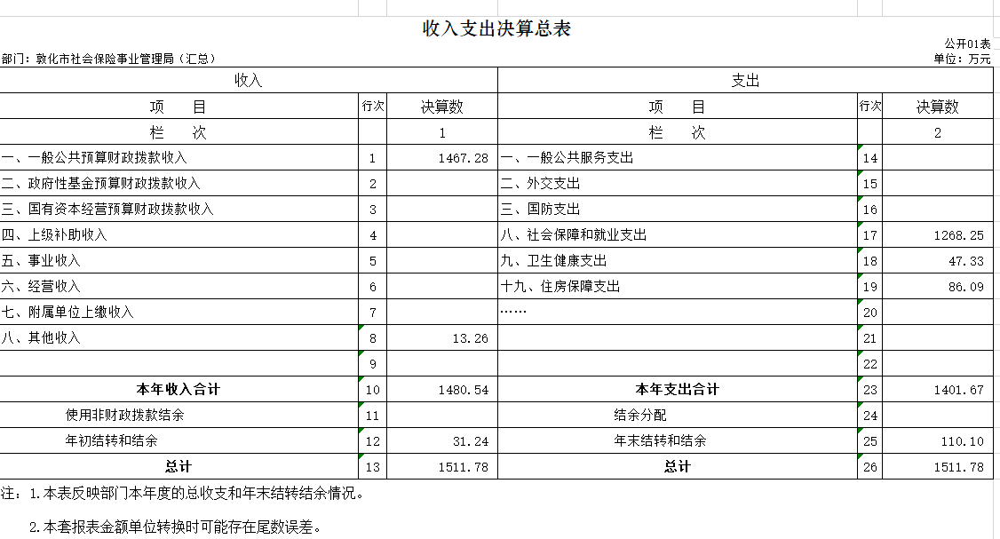 收入支出决算总表
公开01表
部门：敦化市社会保险事业管理局（汇总） 单位：万元
收入 支出
项 目 行次 决算数 项 目 行次 决算数
栏 次 1 栏 次 2
一、一般公共预算财政拨款收入 1 1467.28 一、一般公共服务支出 14
二、政府性基金预算财政拨款收入 2 二、外交支出 15
三、国有资本经营预算财政拨款收入 3 三、国防支出 16
四、上级补助收入 4 八、社会保障和就业支出 17 1268.25
五、事业收入 5 九、卫生健康支出 18 47.33
六、经营收入 6 十九、住房保障支出 19 86.09
七、附属单位上缴收入 7 …… 20
八、其他收入 8 13.26 21
9 22
本年收入合计 10 1480.54 本年支出合计 23 1401.67
使用非财政拨款结余 11 结余分配 24
年初结转和结余 12 31.24 年末结转和结余 25 110.10
总计 13 1511.78 总计 26 1511.78
注：1.本表反映部门本年度的总收支和年末结转结余情况。
2.本套报表金额单位转换时可能存在尾数误差。